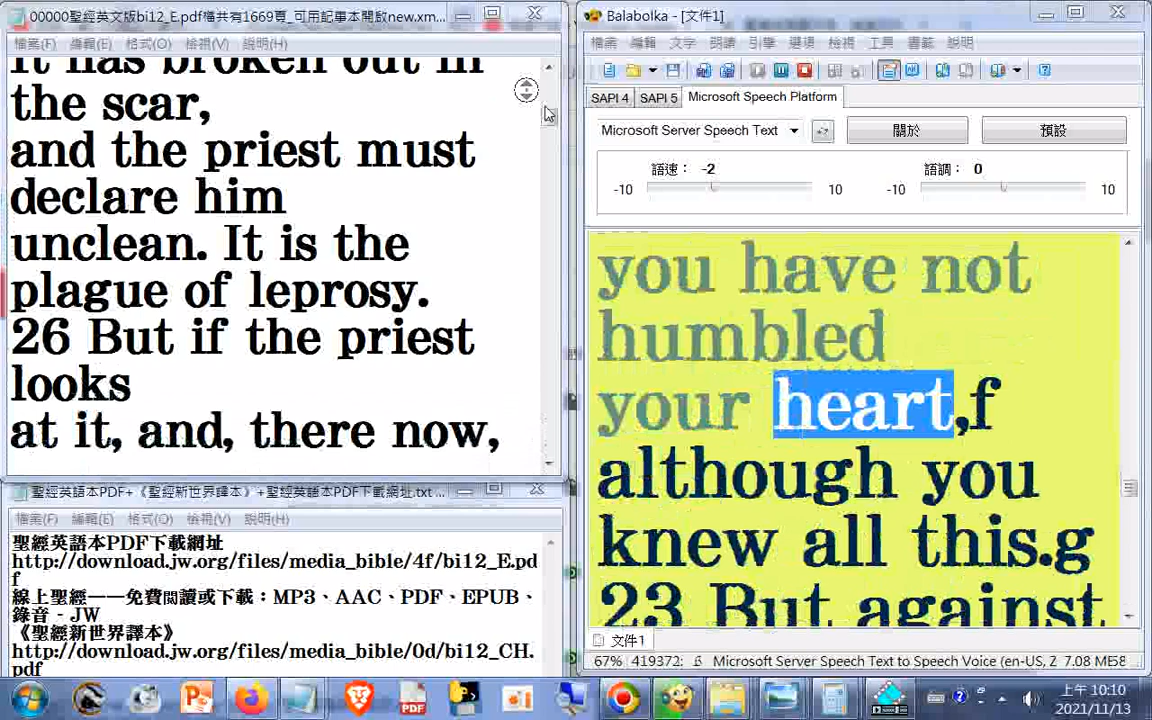 00000聖經英文版bi12_E.pdf檔共有1669頁_可用記事本開啟new.xm...
檔案(F) 編輯(E) 格式(O) 檢視(V) 說明(H)
It has broken out in
the scar,
and the priest must
declare him
unclean. It is the
plague of leprosy.
26 But if the priest
looks
at it, and, there now,
聖經英語本PDF+《聖經新世界譯本》+聖經英語本PDF下載網址.txt ...
檔案(F) 編輯(E) 格式(O) 檢視(V) 說明(H)
聖經英語本PDF下載網址
http://download.jw.org/files/media_bible/4f/bi12_E.pd
f
線上聖經——免費閱讀或下載：MP3、AAC、PDF、EPUB、
錄音 - JW
《聖經新世界譯本》
http://download.jw.org/files/media_bible/0d/bi12_CH.
pdf
Balabolka - [文件1]
檔案 編輯 文字 朗讀 引擎 選項 檢視 工具 書籤 說明
SAPI 4 SAPI 5 Microsoft Speech Platform
Microsoft Server Speech Text 關於 預設
語速： -2 語調： 0
-10 10 -10 10
you have not
humbled
your heart,f
although you
knew all this.g
23 But against
文件1
67% 419372: Microsoft Server Speech Text to Speech Voice (en-US, 2 7.08 ME58
PDF
上午 10:10
2021/11/13